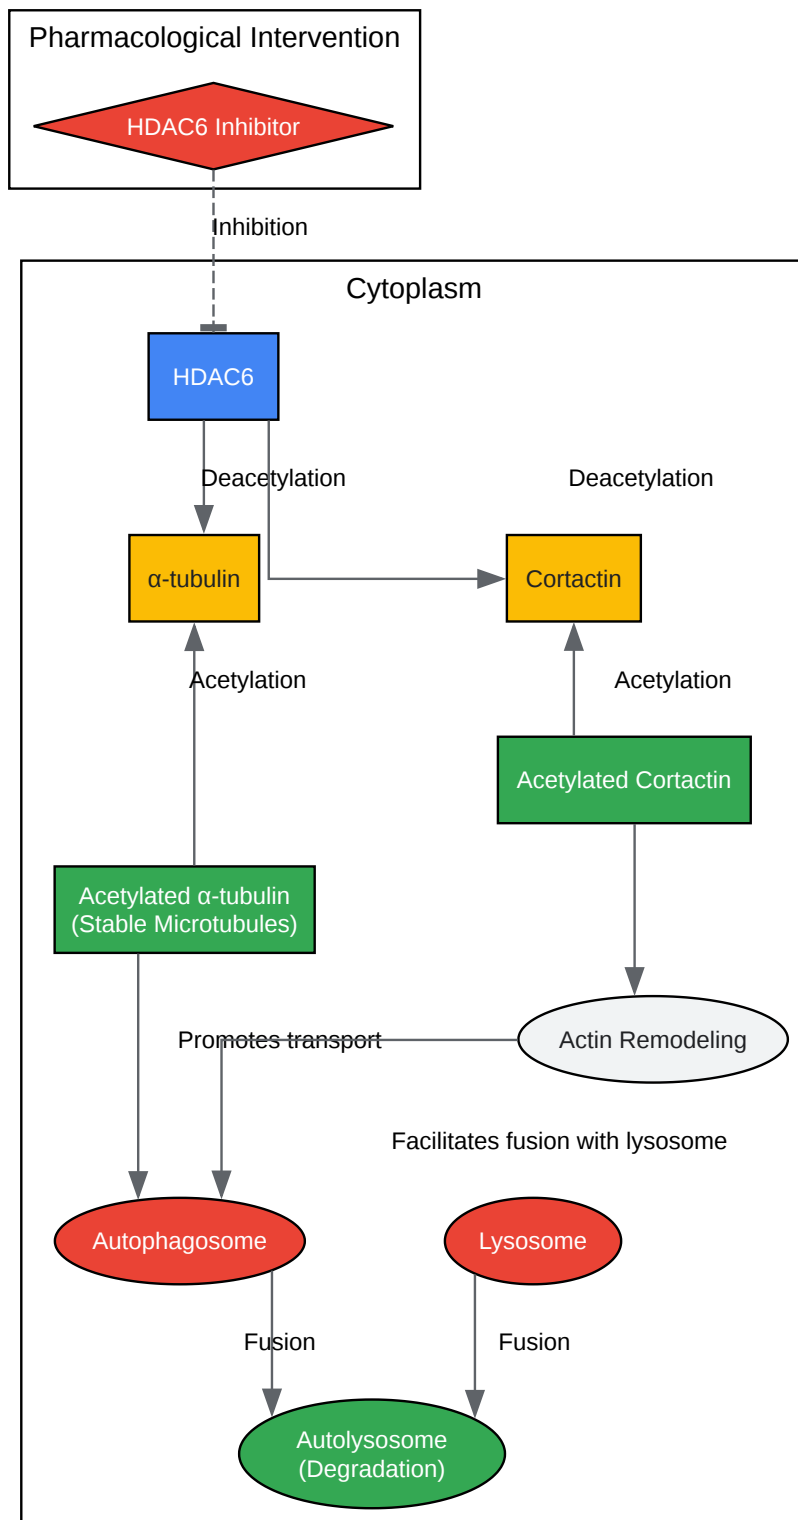 Pharmacological Intervention
HDAC6 Inhibitor
Inhibition
Cytoplasm
HDAC6
Deacetylation
Deacetylation
α-tubulin
Cortactin
Acetylation
Acetylation
Acetylated Cortactin
Acetylated α-tubulin
(Stable Microtubules)
Promotes transport
Actin Remodeling
Facilitates fusion with lysosome
Autophagosome
Lysosome
Fusion
Fusion
Autolysosome
(Degradation)